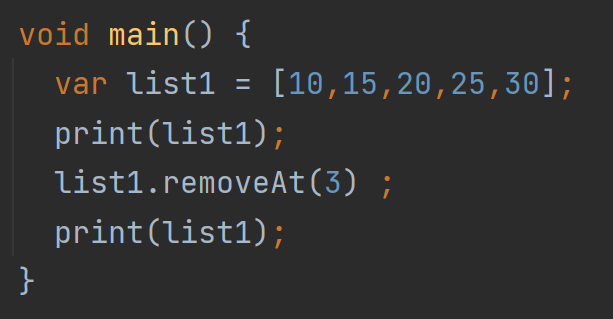 void main() {
  var list1 = [10,15,20,25,30];
  print(list1);
  list1.removeAt(3) ;
  print(list1);
}